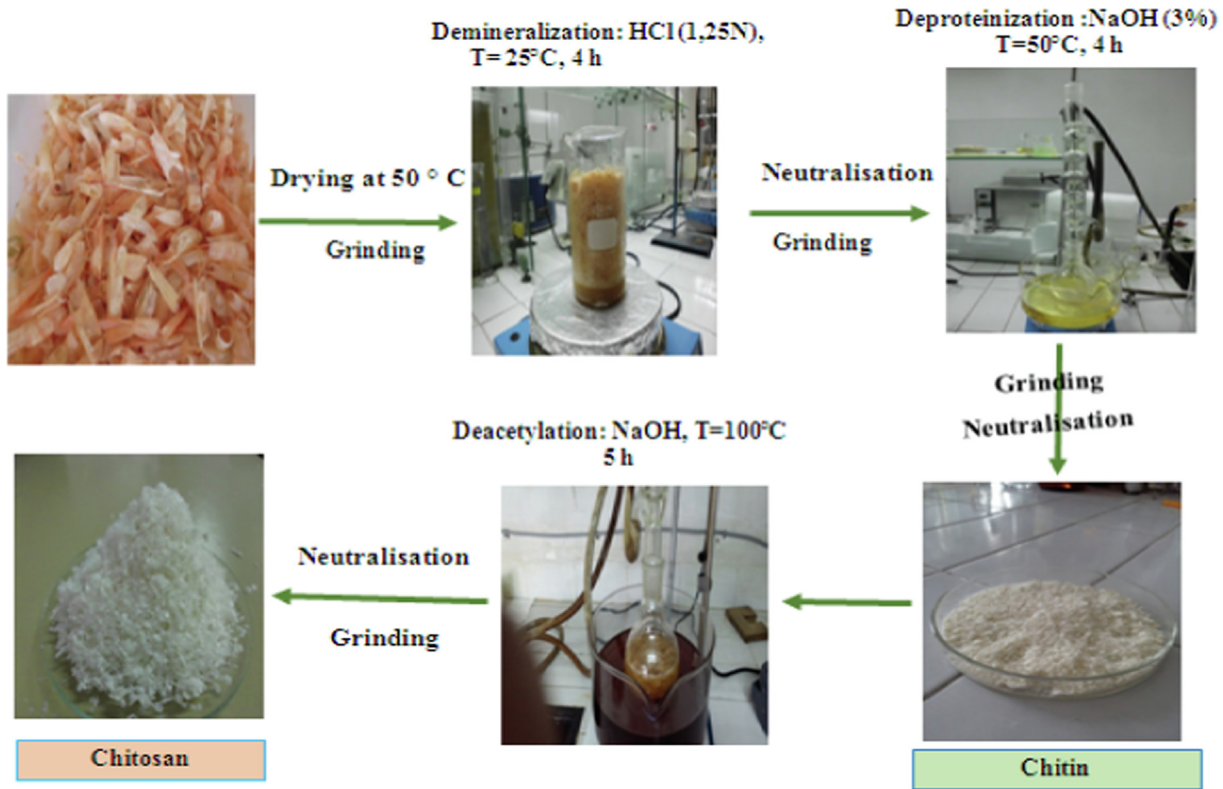 Demineralization: HCl (1,25N),
T= 25°C, 4 h
Deproteinization :NaOH (3%)
T=50°C, 4 h
Drying at 50 ° C
Grinding
Neutralisation
Grinding
Grinding
Neutralisation
Deacetylation: NaOH, T=100°C
5 h
Neutralisation
Grinding
Chitosan
Chitin